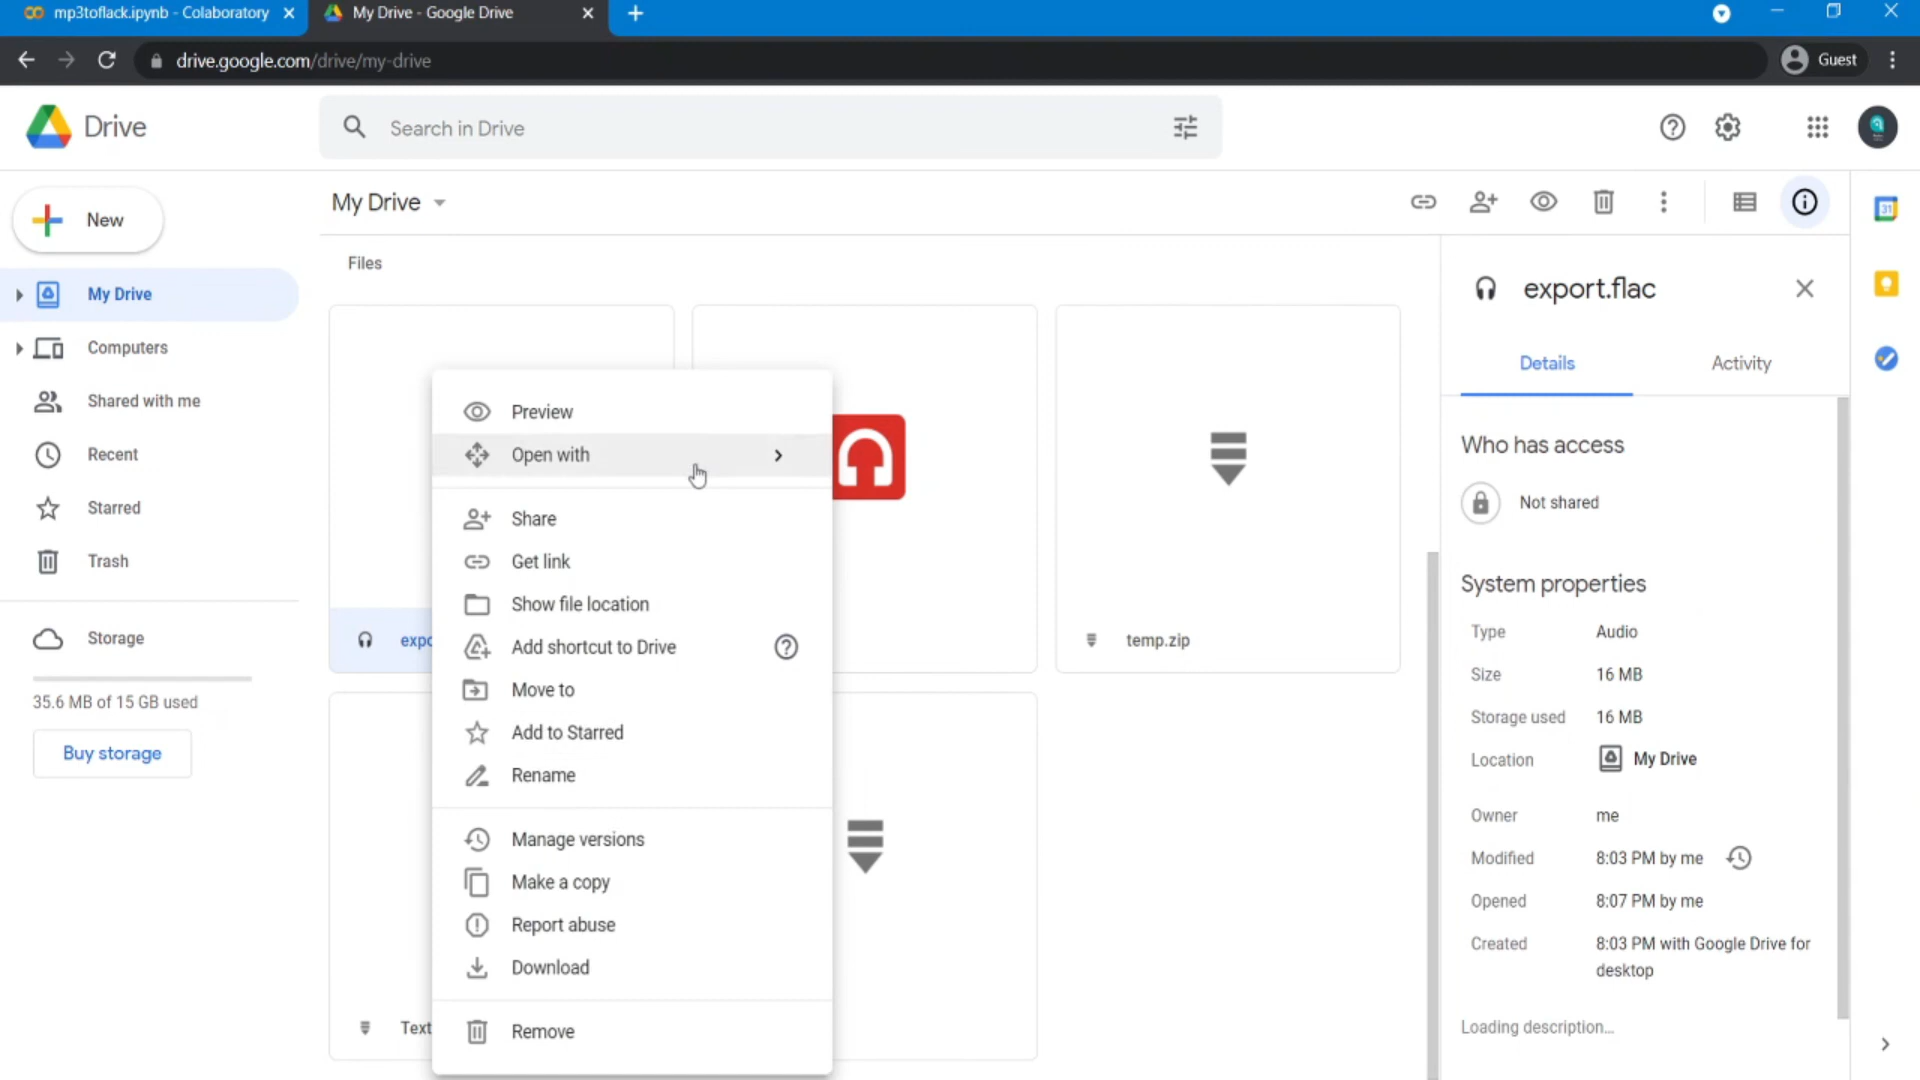 mp3toflack.ipynb - Colaboratory
My Drive - Google Drive
drive.google.com/drive/my-drive
Guest
Drive
Search in Drive
New
My Drive
Files
My Drive
Computers
Shared with me
Recent
Starred
Trash
Storage
35.6 MB of 15 GB used
Buy storage
expo
temp.zip
Text
Preview
Open with
Share
Get link
Show file location
Add shortcut to Drive
Move to
Add to Starred
Rename
Manage versions
Make a copy
Report abuse
Download
Remove
export.flac
Details
Activity
Who has access
Not shared
System properties
Type Audio
Size 16 MB
Storage used 16 MB
Location My Drive
Owner me
Modified 8:03 PM by me
Opened 8:07 PM by me
Created 8:03 PM with Google Drive for
desktop
Loading description...
31